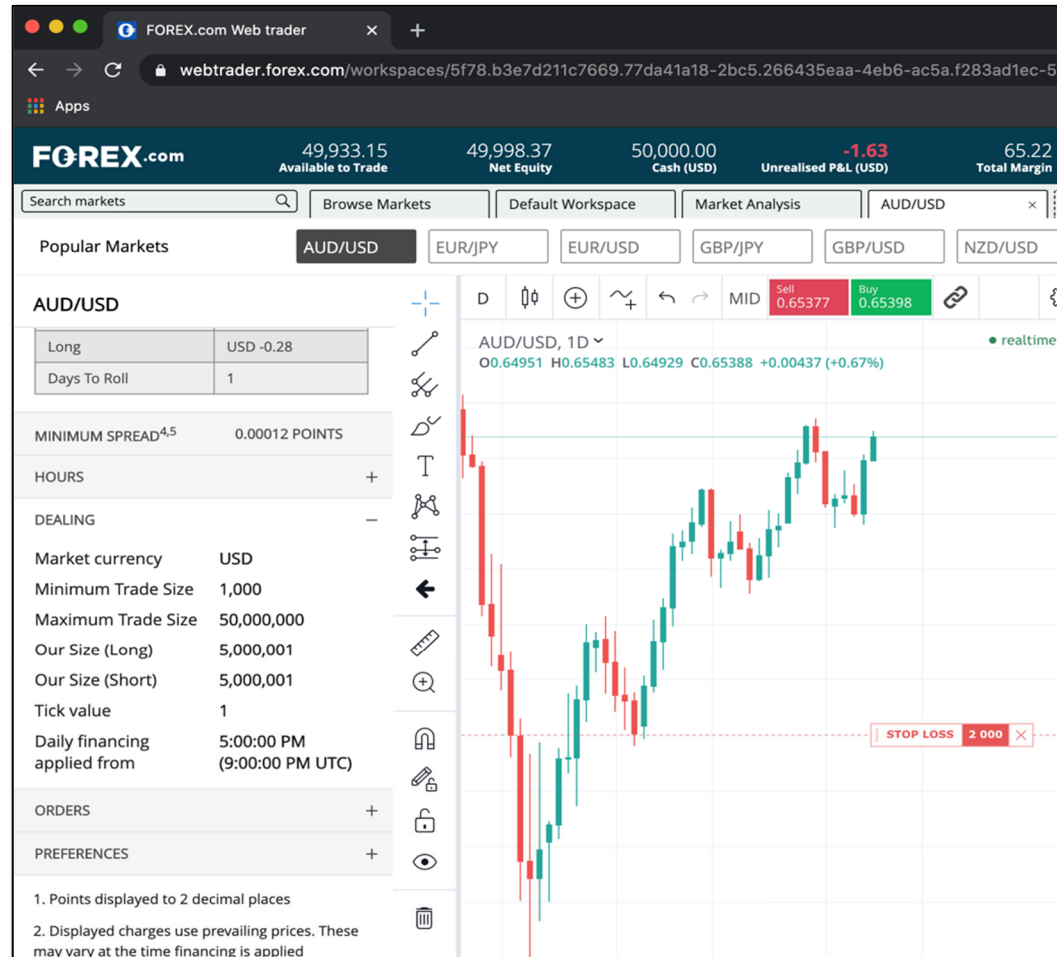 FOREX.com Web trader
webtrader.forex.com/workspaces/5f78.b3e7d211c7669.77da41a18-2bc5.266435eaa-4eb6-ac5a.f283ad1ec-5
Apps
FOREX.com
49,933.15 49,998.37 50,000.00 -1.63 65.22
Available to Trade Net Equity Cash (USD) Unrealised P&L (USD) Total Margin
Search markets Browse Markets Default Workspace Market Analysis AUD/USD
Popular Markets AUD/USD EUR/JPY EUR/USD GBP/JPY GBP/USD NZD/USD
AUD/USD
Long USD -0.28
Days To Roll 1
MINIMUM SPREAD4,5 0.00012 POINTS
HOURS
DEALING
Market currency USD
Minimum Trade Size 1,000
Maximum Trade Size 50,000,000
Our Size (Long) 5,000,001
Our Size (Short) 5,000,001
Tick value 1
Daily financing 5:00:00 PM
applied from (9:00:00 PM UTC)
ORDERS
PREFERENCES
1. Points displayed to 2 decimal places
2. Displayed charges use prevailing prices. These
may vary at the time financing is applied
D MID Sell Buy
0.65377 0.65398
AUD/USD, 1D realtime
O0.64951 H0.65483 L0.64929 C0.65388 +0.00437 (+0.67%)
STOP LOSS 2 000